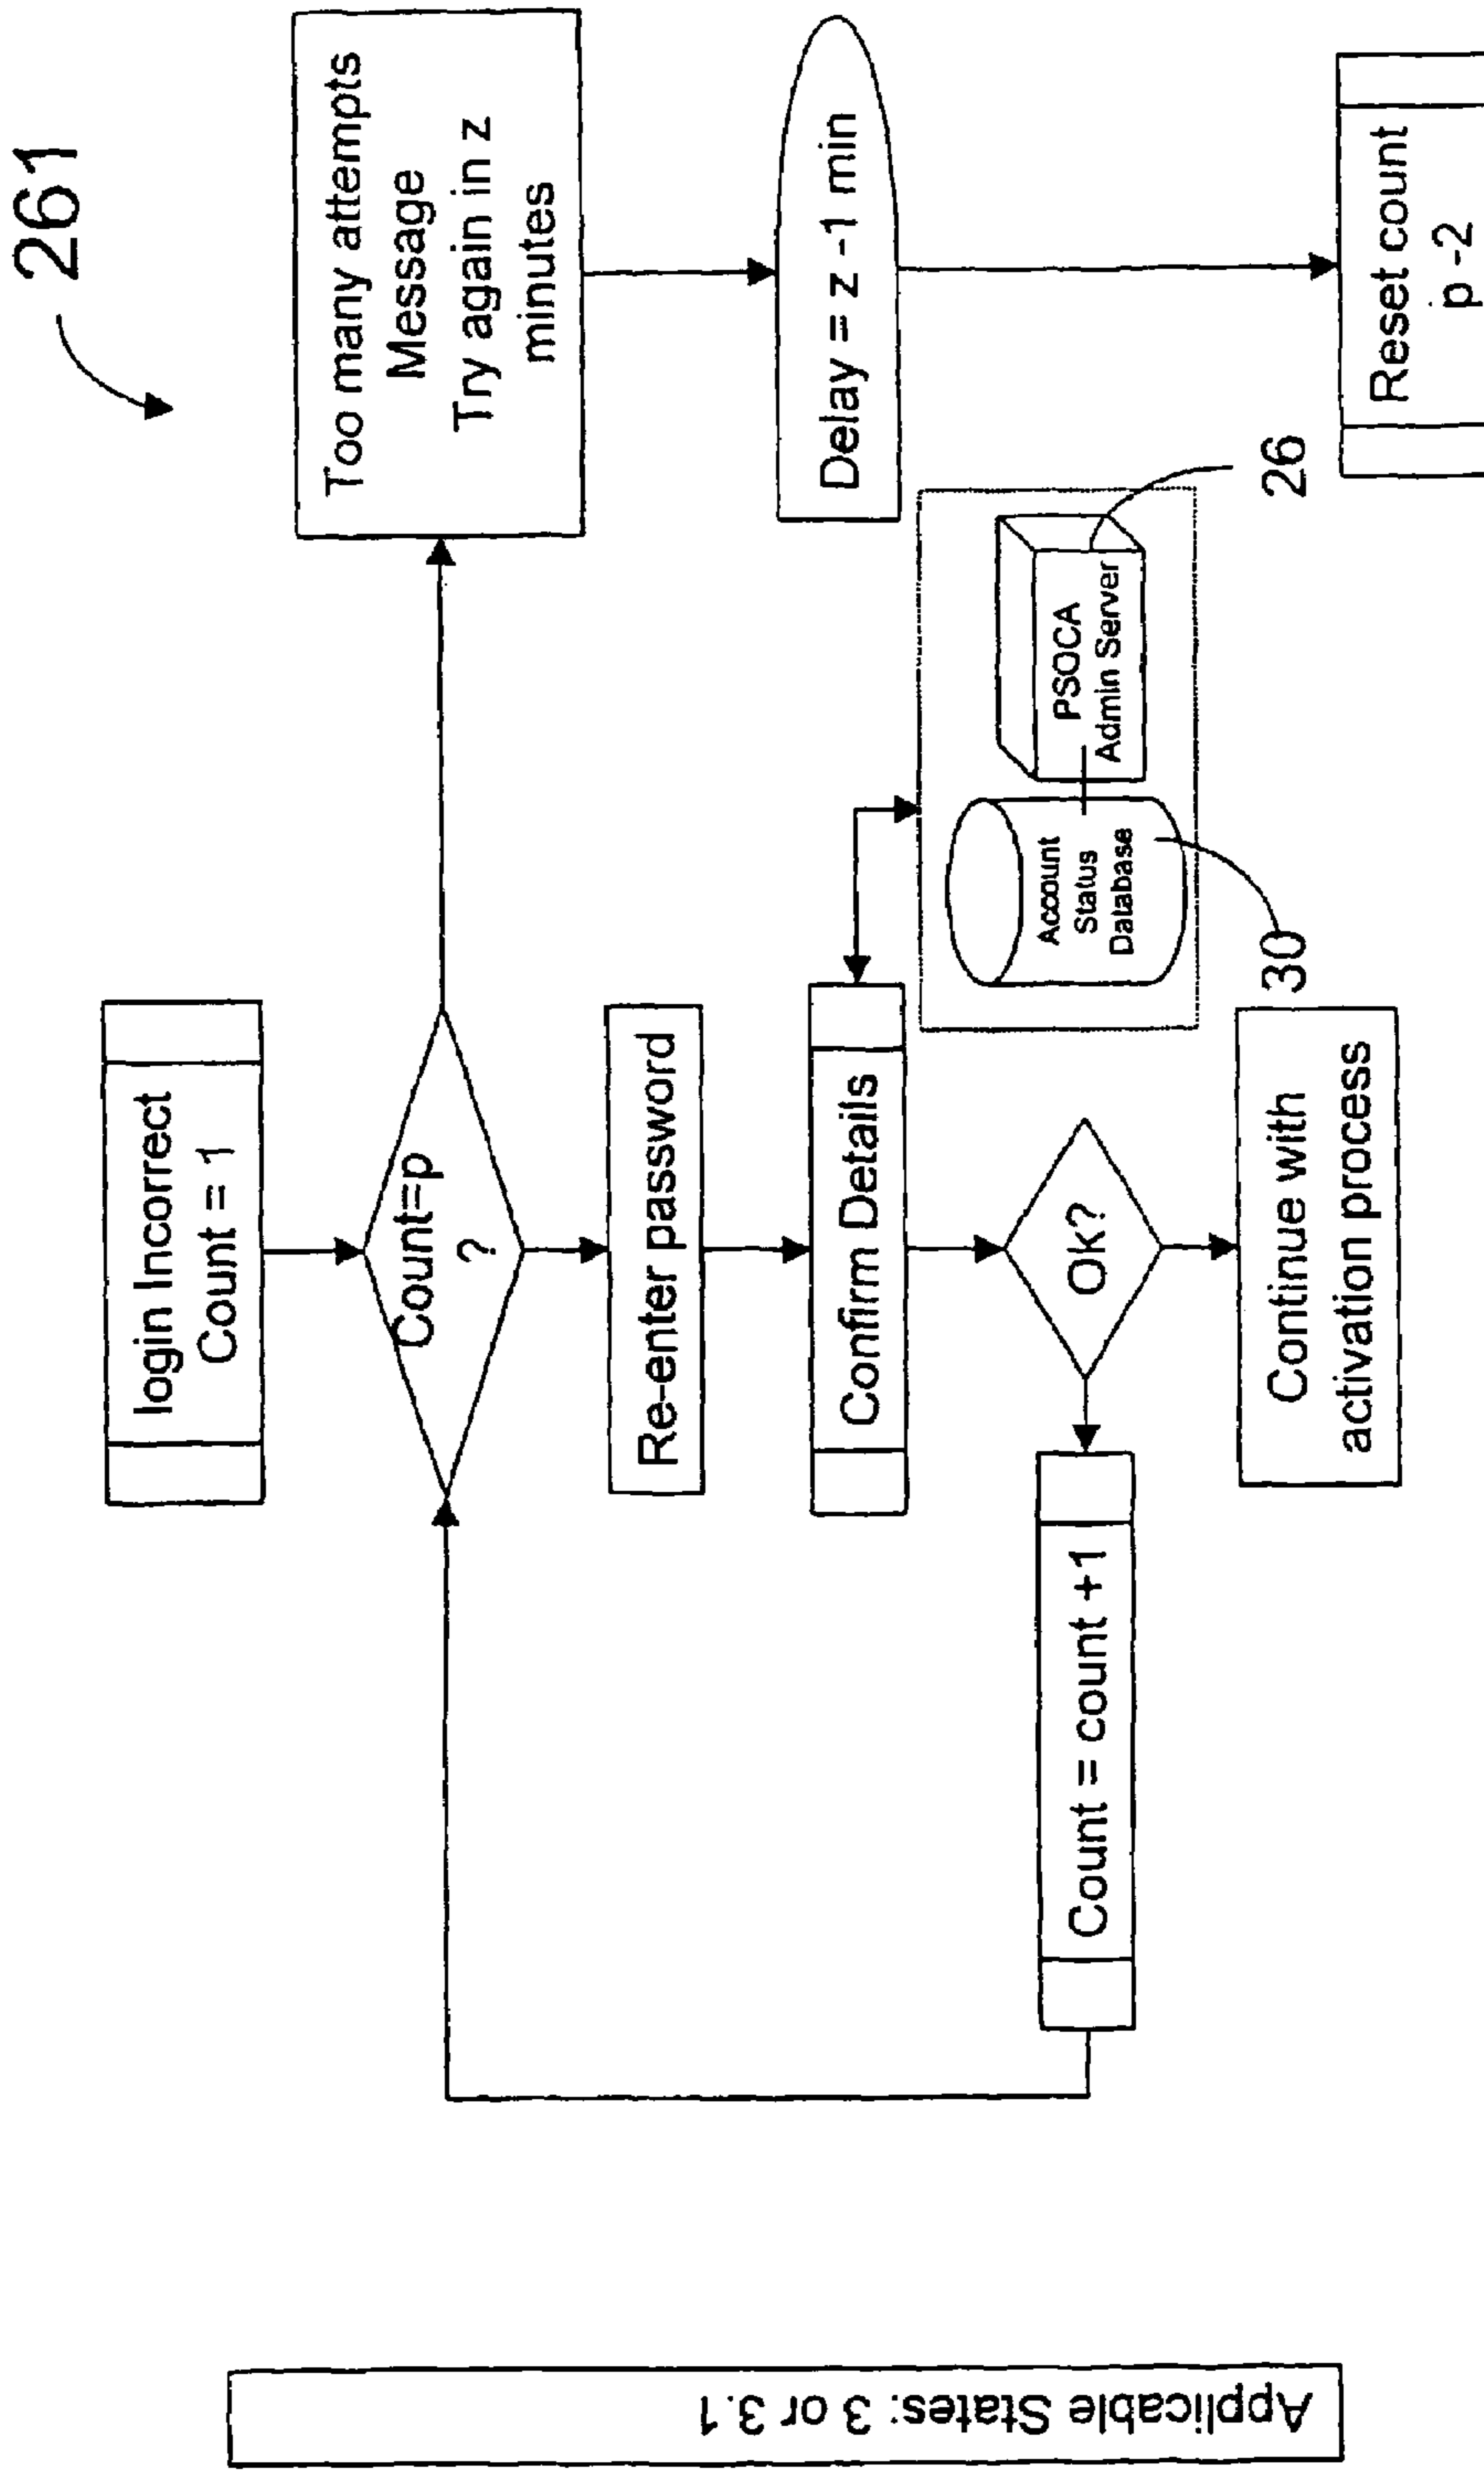 261
login Incorrect
Count = 1
Count=p
?
Too many attempts
Message
Try again in z
minutes
Re-enter password
Delay = z -1 min
Confirm Details
Account
Status
Database
PSOCA
Admin Server
26
30
Ok?
Count = count +1
Continue with
activation process
Reset count
p -2
Applicable States: 3 or 3.1